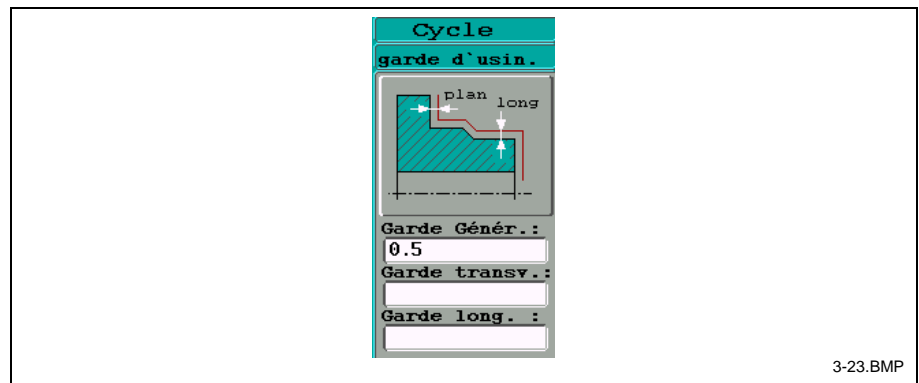 Cycle
garde d`usin.
plan
long
Garde Génér.:
0.5
Garde transv.:
Garde long. :
3-23.BMP